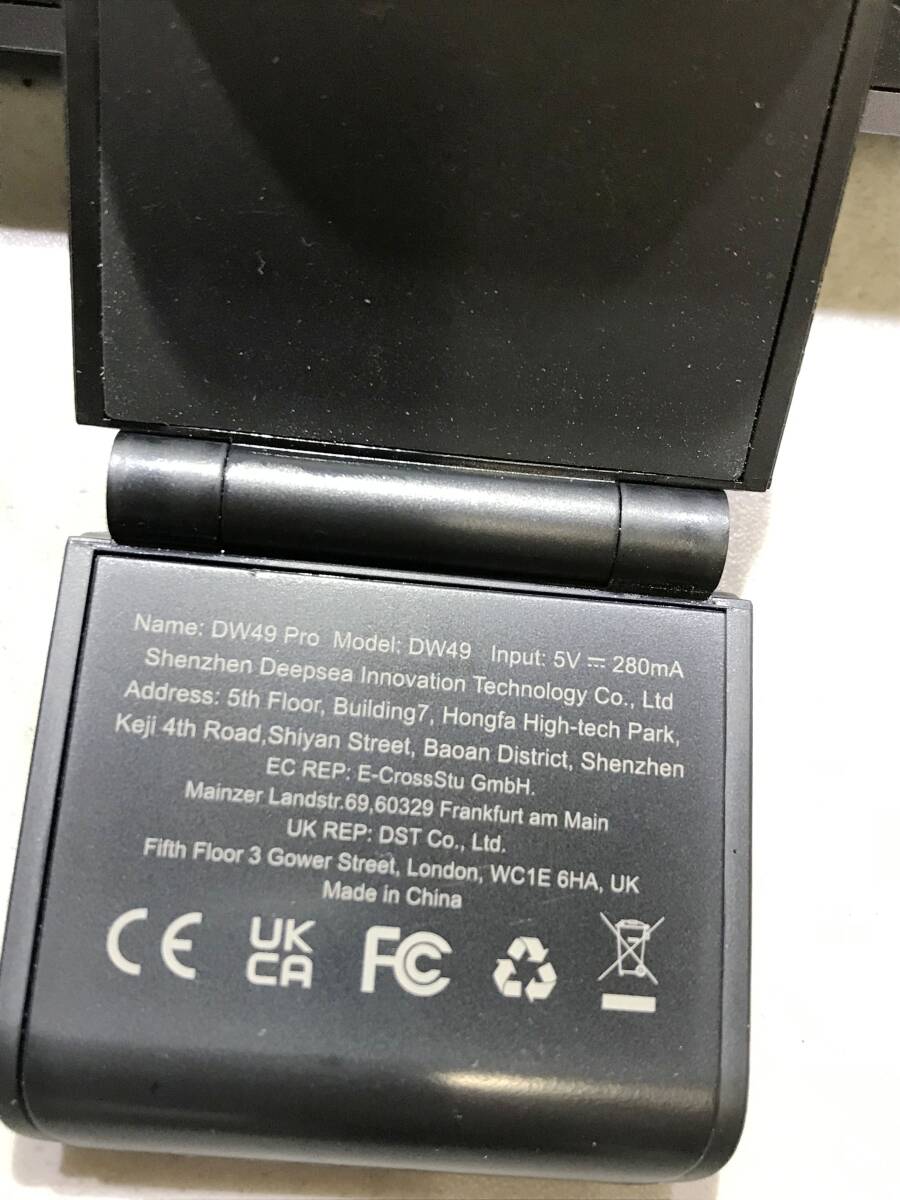 Name: DW49 Pro Model: DW49 Input: 5V ⎓ 280mA
Shenzhen Deepsea Innovation Technology Co., Ltd
Address: 5th Floor, Building7, Hongfa High-tech Park,
Keji 4th Road,Shiyan Street, Baoan District, Shenzhen
EC REP: E-CrossStu GmbH.
Mainzer Landstr.69,60329 Frankfurt am Main
UK REP: DST Co., Ltd.
Fifth Floor 3 Gower Street, London, WC1E 6HA, UK
Made in China
CE UK CA FC